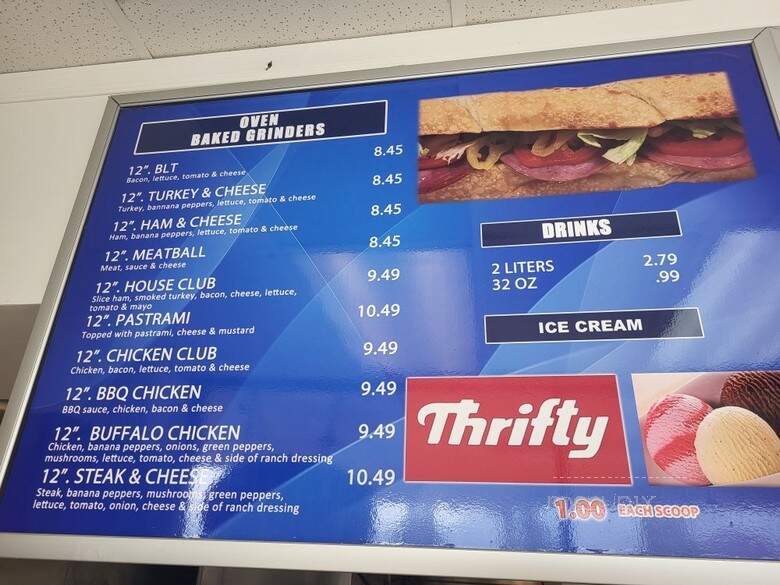 OVEN
BAKED GRINDERS
12". BLT 8.45
Bacon, lettuce, tomato & cheese
12". TURKEY & CHEESE 8.45
Turkey, bannana peppers, lettuce, tomato & cheese
12". HAM & CHEESE 8.45
Ham, banana peppers, lettuce, tomato & cheese
12". MEATBALL 8.45
Meat, sauce & cheese
12". HOUSE CLUB 9.49
Slice ham, smoked turkey, bacon, cheese, lettuce,
tomato & mayo
12". PASTRAMI 10.49
Topped with pastrami, cheese & mustard
12". CHICKEN CLUB 9.49
Chicken, bacon, lettuce, tomato & cheese
12". BBQ CHICKEN 9.49
BBQ sauce, chicken, bacon & cheese
12". BUFFALO CHICKEN 9.49
Chicken, banana peppers, onions, green peppers,
mushrooms, lettuce, tomato, cheese & side of ranch dressing
12". STEAK & CHEESE 10.49
Steak, banana peppers, mushrooms, green peppers,
lettuce, tomato, onion, cheese & side of ranch dressing
DRINKS
2 LITERS 2.79
32 OZ .99
ICE CREAM
Thrifty
1.00 EACH SCOOP